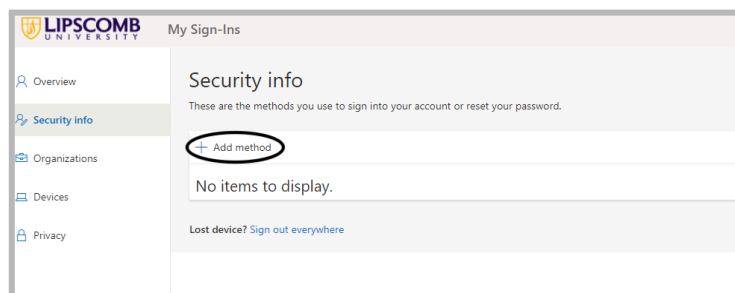 LIPSCOMB
UNIVERSITY
My Sign-Ins
Overview
Security info
Organizations
Devices
Privacy
Security info
These are the methods you use to sign into your account or reset your password.
+ Add method
No items to display.
Lost device? Sign out everywhere